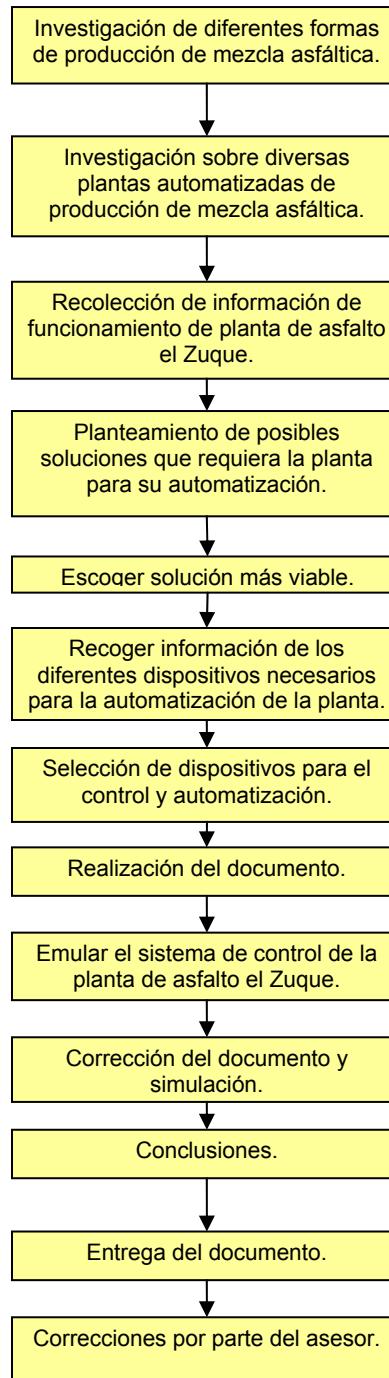 Investigación de diferentes formas
de producción de mezcla asfáltica.
Investigación sobre diversas
plantas automatizadas de
producción de mezcla asfáltica.
Recolección de información de
funcionamiento de planta de asfalto
el Zuque.
Planteamiento de posibles
soluciones que requiera la planta
para su automatización.
Escoger solución más viable.
Recoger información de los
diferentes dispositivos necesarios
para la automatización de la planta.
Selección de dispositivos para el
control y automatización.
Realización del documento.
Emular el sistema de control de la
planta de asfalto el Zuque.
Corrección del documento y
simulación.
Conclusiones.
Entrega del documento.
Correcciones por parte del asesor.